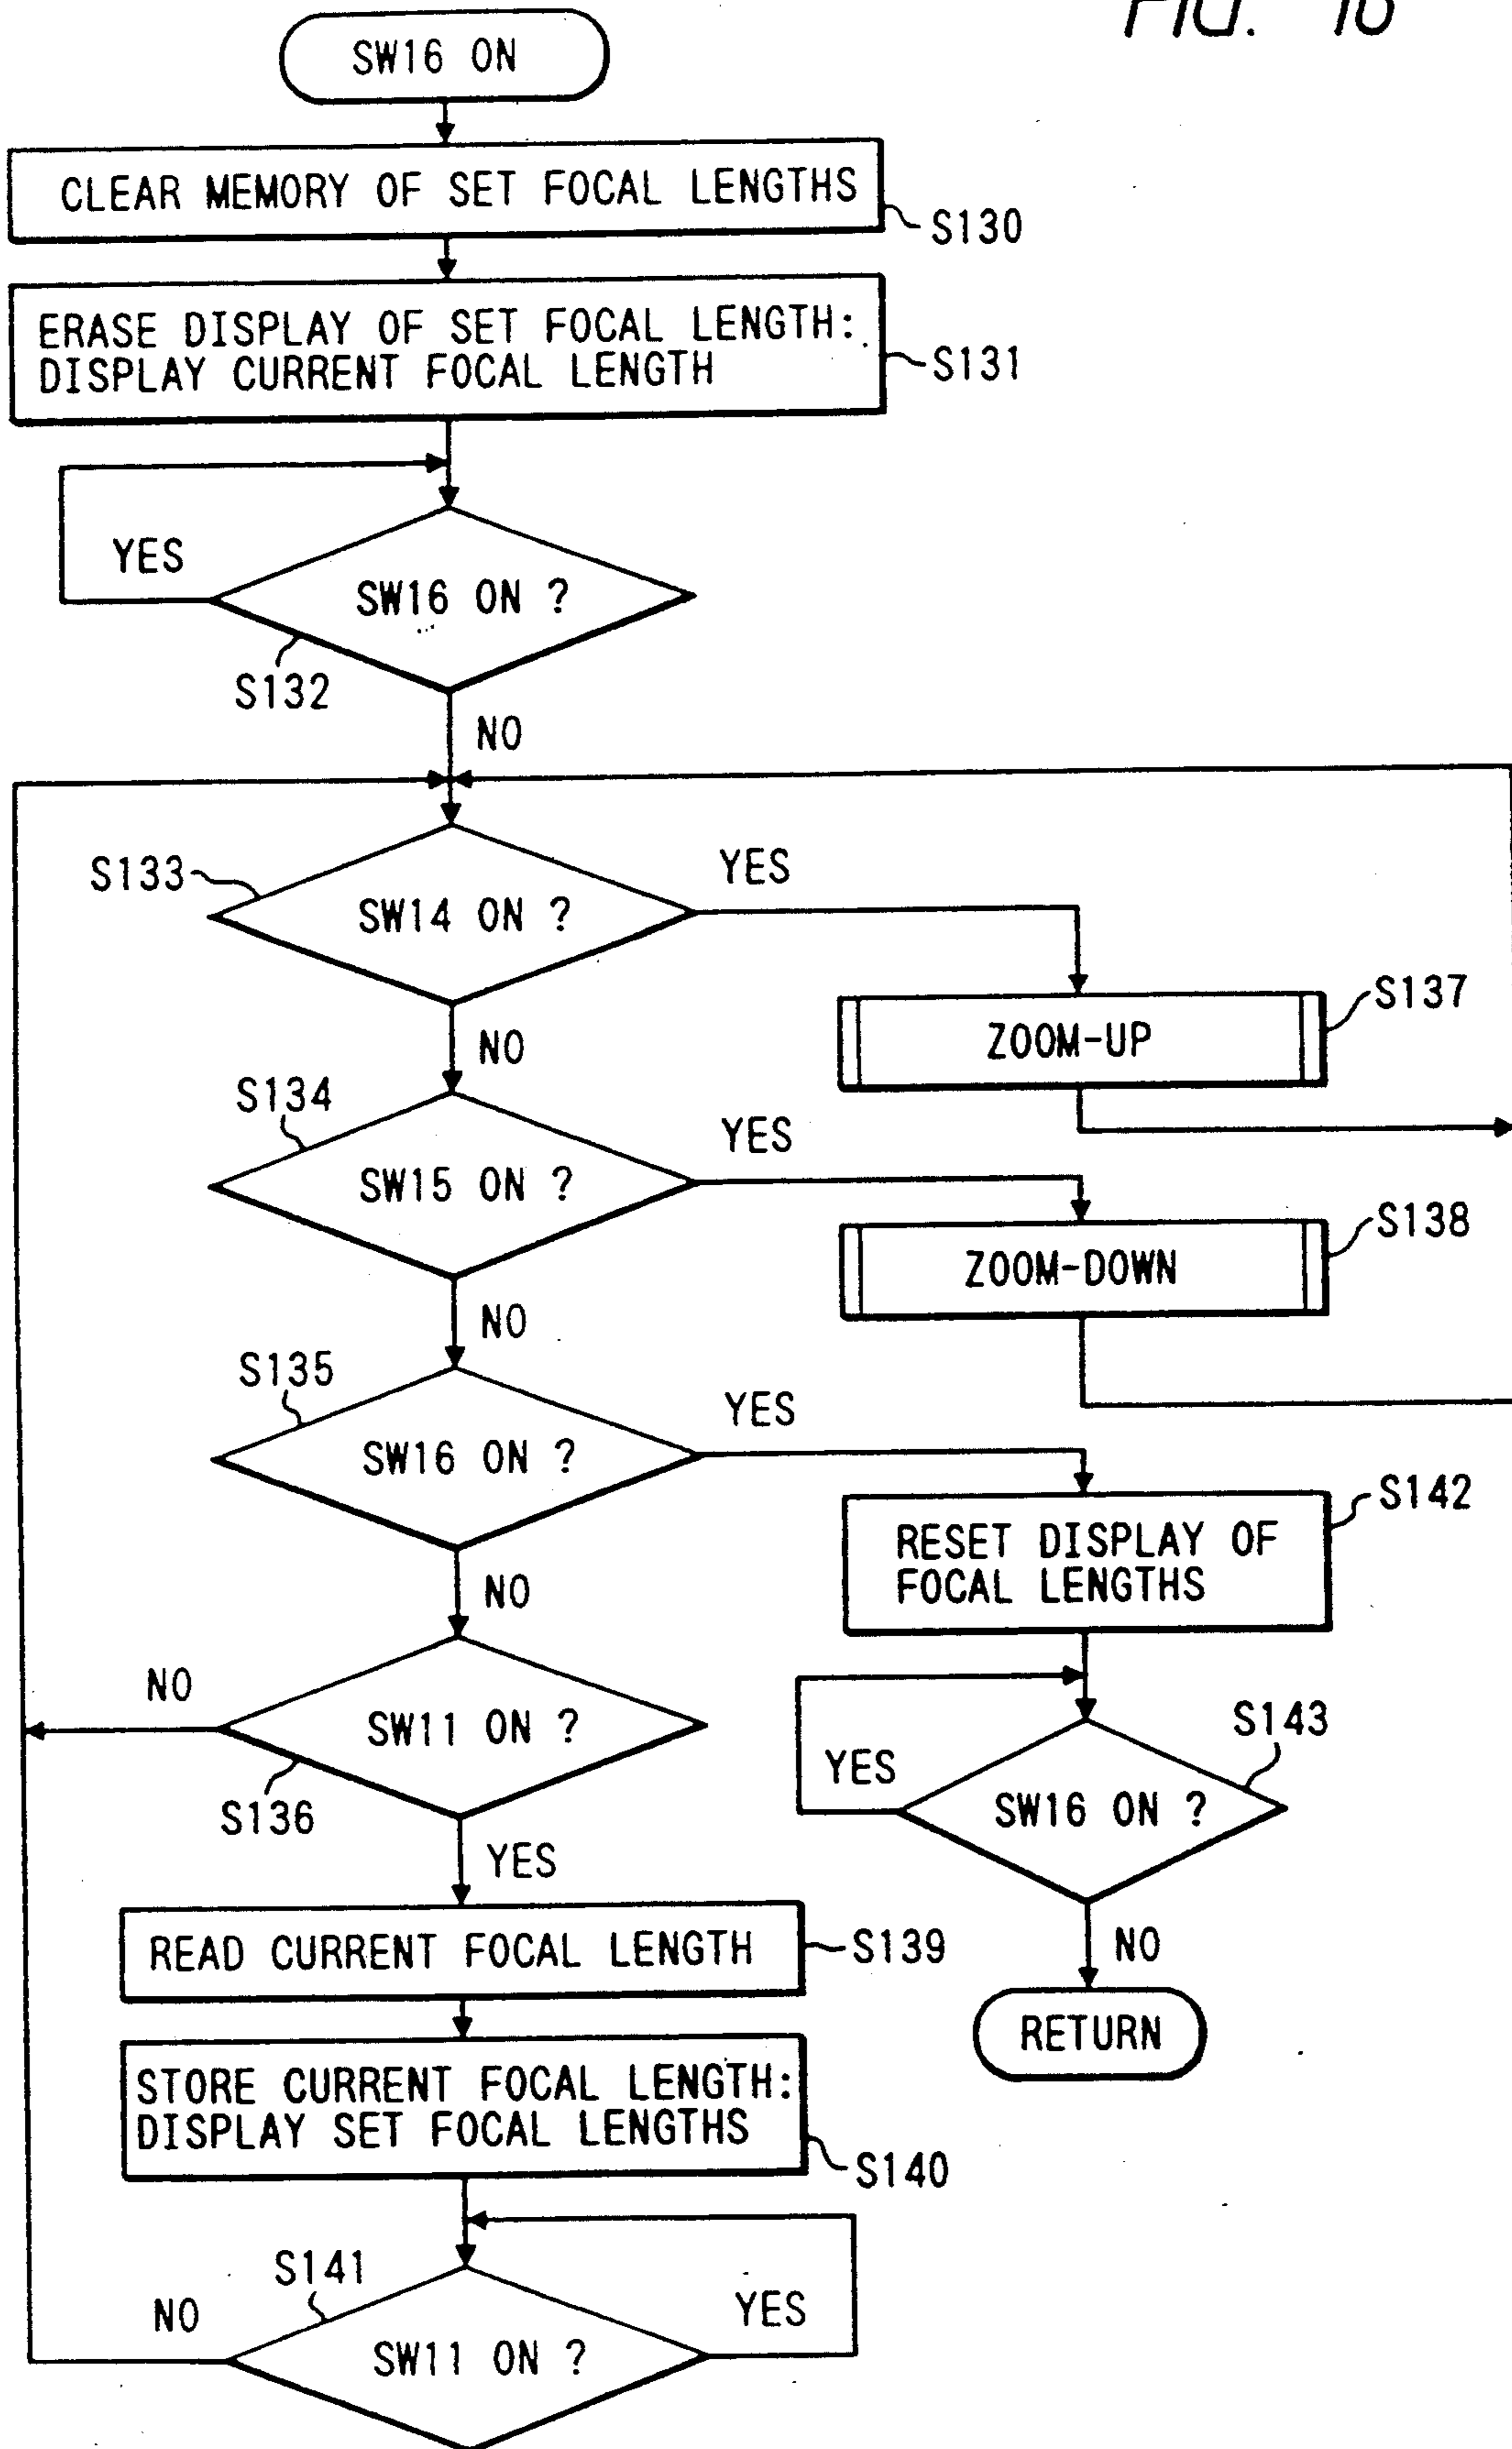 FIG. 16
SW16 ON
CLEAR MEMORY OF SET FOCAL LENGTHS
S130
ERASE DISPLAY OF SET FOCAL LENGTH:
DISPLAY CURRENT FOCAL LENGTH
S131
YES
SW16 ON ?
S132
NO
S133
SW14 ON ?
YES
S137
ZOOM-UP
NO
S134
SW15 ON ?
YES
S138
ZOOM-DOWN
NO
S135
SW16 ON ?
YES
S142
RESET DISPLAY OF
FOCAL LENGTHS
NO
NO
SW11 ON ?
S136
YES
S143
SW16 ON ?
YES
NO
RETURN
READ CURRENT FOCAL LENGTH
S139
STORE CURRENT FOCAL LENGTH:
DISPLAY SET FOCAL LENGTHS
S140
S141
NO
SW11 ON ?
YES